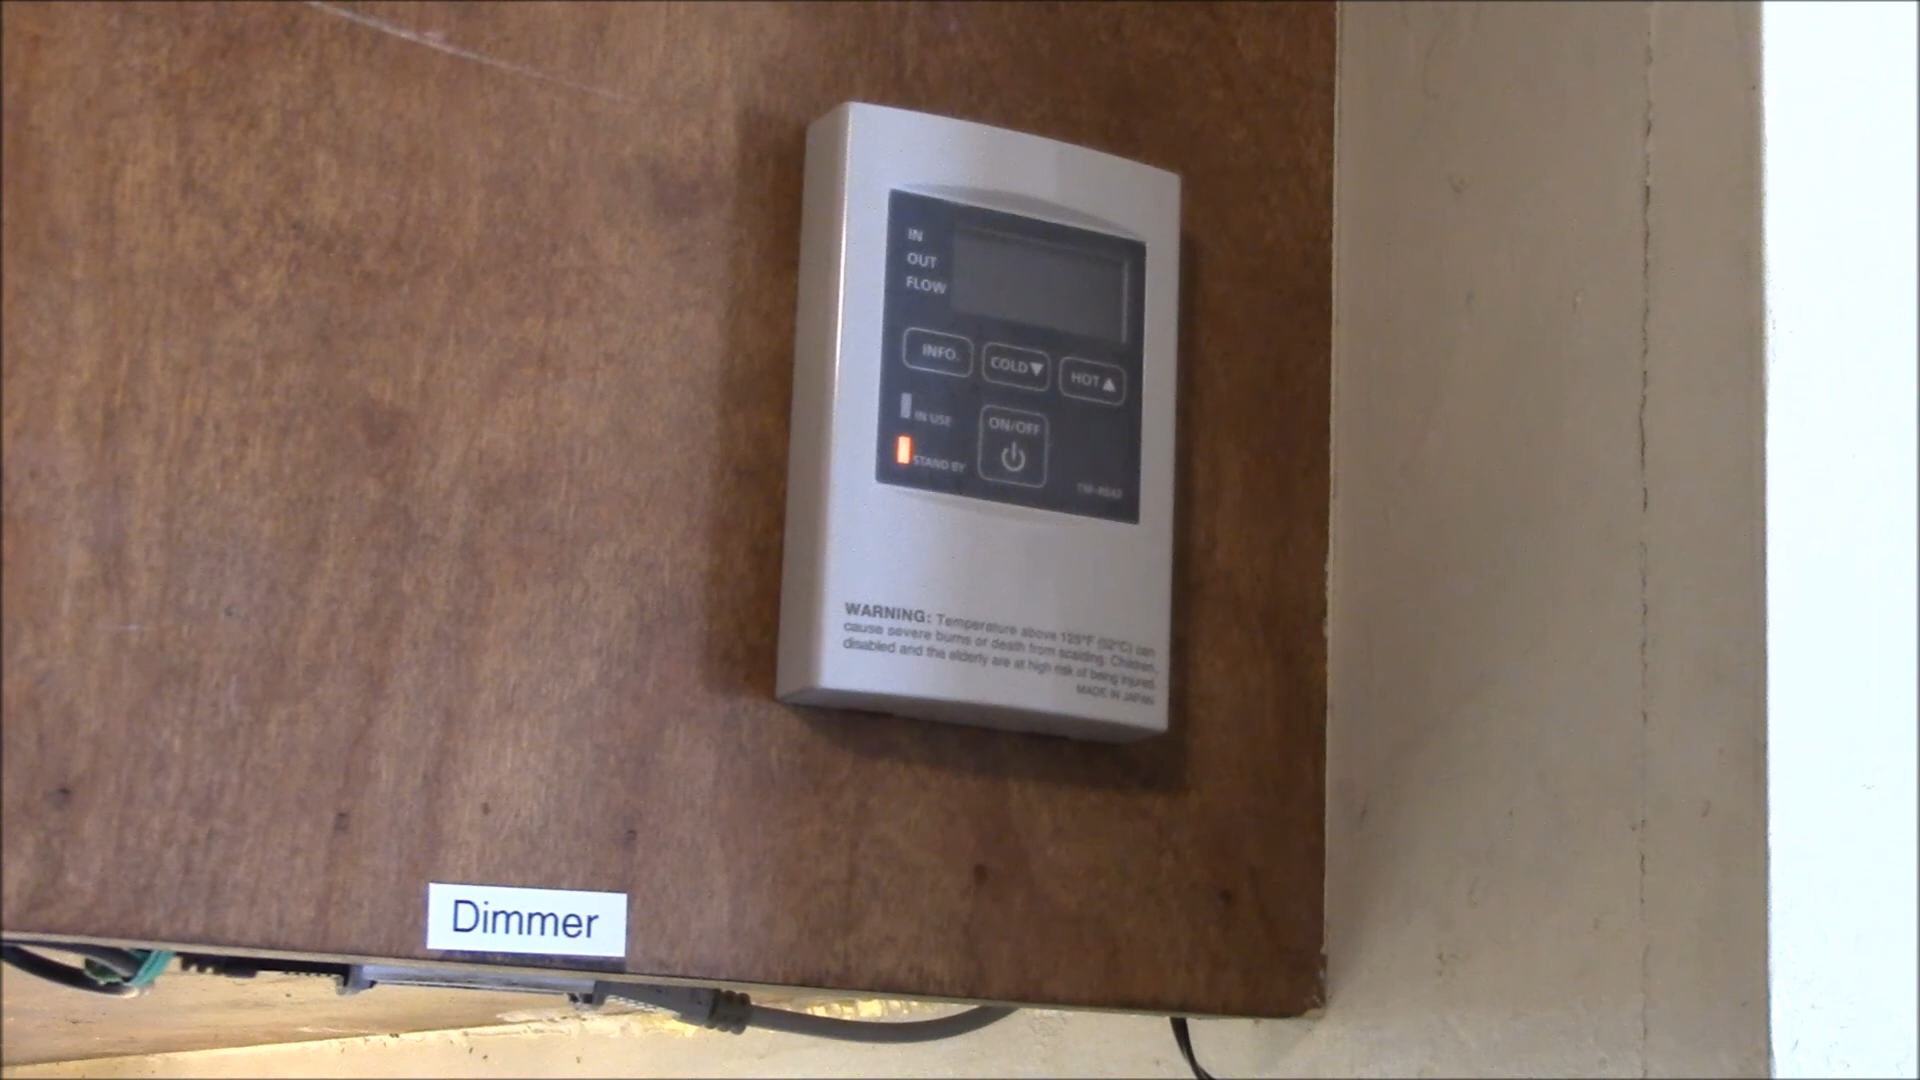 IN
OUT
FLOW
INFO.
COLD▼
HOT▲
IN USE
ON/OFF
STAND BY
WARNING: Temperature above 125°F (52°C) can
cause severe burns or death from scalding. Children,
disabled and the elderly are at high risk of being injured.
MADE IN JAPAN
Dimmer